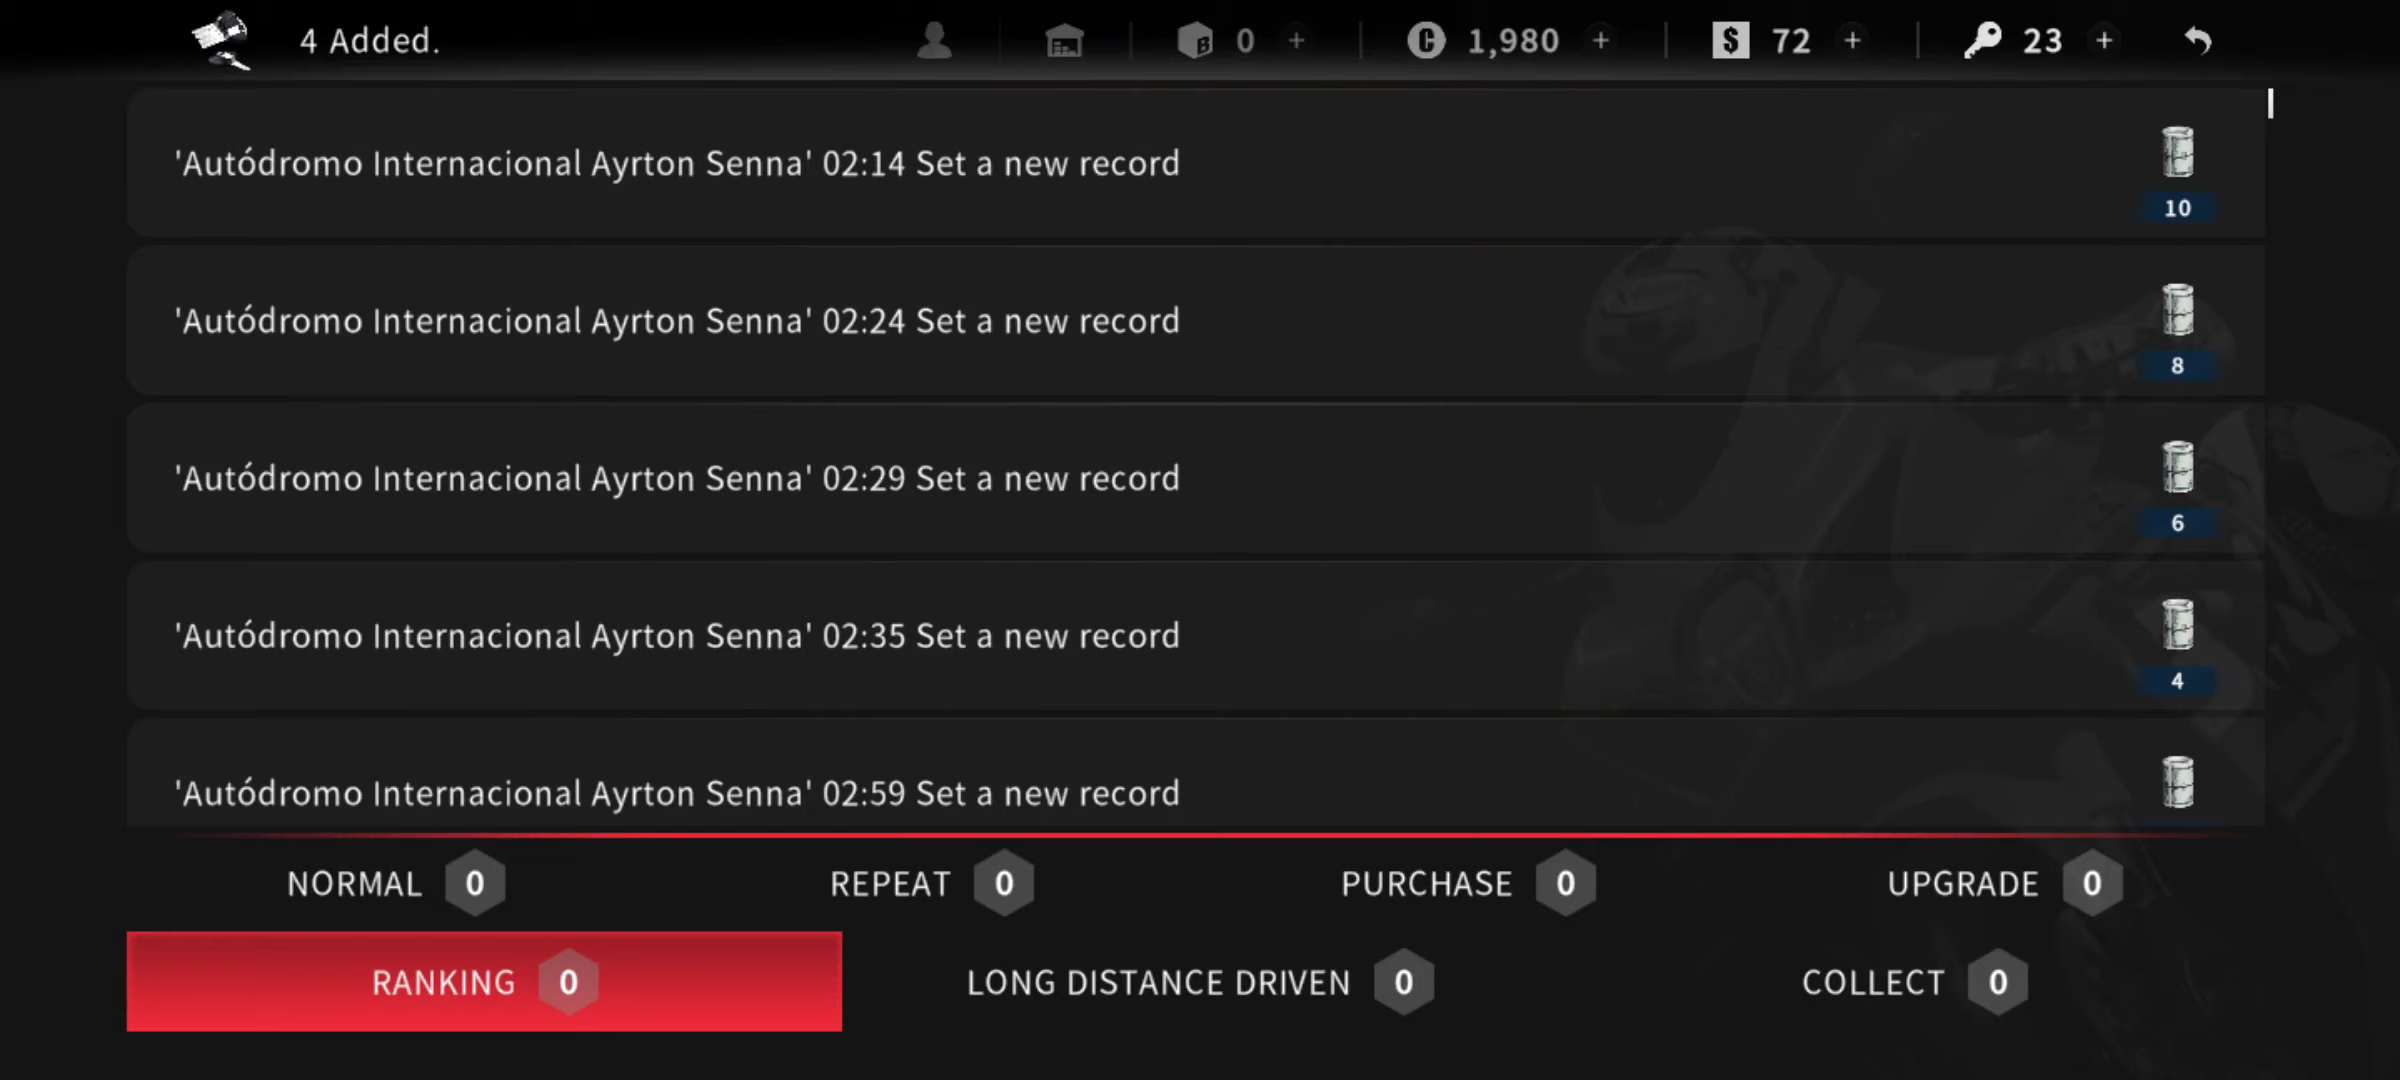 4 Added.
0 + 1,980 + $ 72 + 23 +
'Autódromo Internacional Ayrton Senna' 02:14 Set a new record
10
'Autódromo Internacional Ayrton Senna' 02:24 Set a new record
8
'Autódromo Internacional Ayrton Senna' 02:29 Set a new record
6
'Autódromo Internacional Ayrton Senna' 02:35 Set a new record
4
'Autódromo Internacional Ayrton Senna' 02:59 Set a new record
NORMAL 0 REPEAT 0 PURCHASE 0 UPGRADE 0
RANKING 0 LONG DISTANCE DRIVEN 0 COLLECT 0